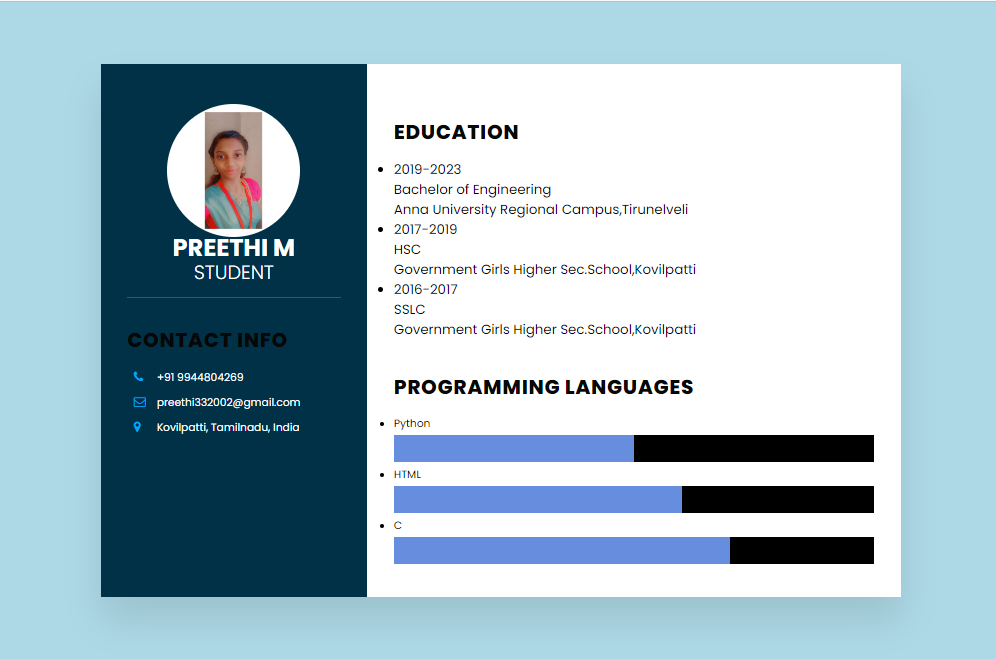 PREETHI M
STUDENT
CONTACT INFO
+91 9944804269
preethi332002@gmail.com
Kovilpatti, Tamilnadu, India
EDUCATION
2019-2023
Bachelor of Engineering
Anna University Regional Campus,Tirunelveli
2017-2019
HSC
Government Girls Higher Sec.School,Kovilpatti
2016-2017
SSLC
Government Girls Higher Sec.School,Kovilpatti
PROGRAMMING LANGUAGES
Python
HTML
C